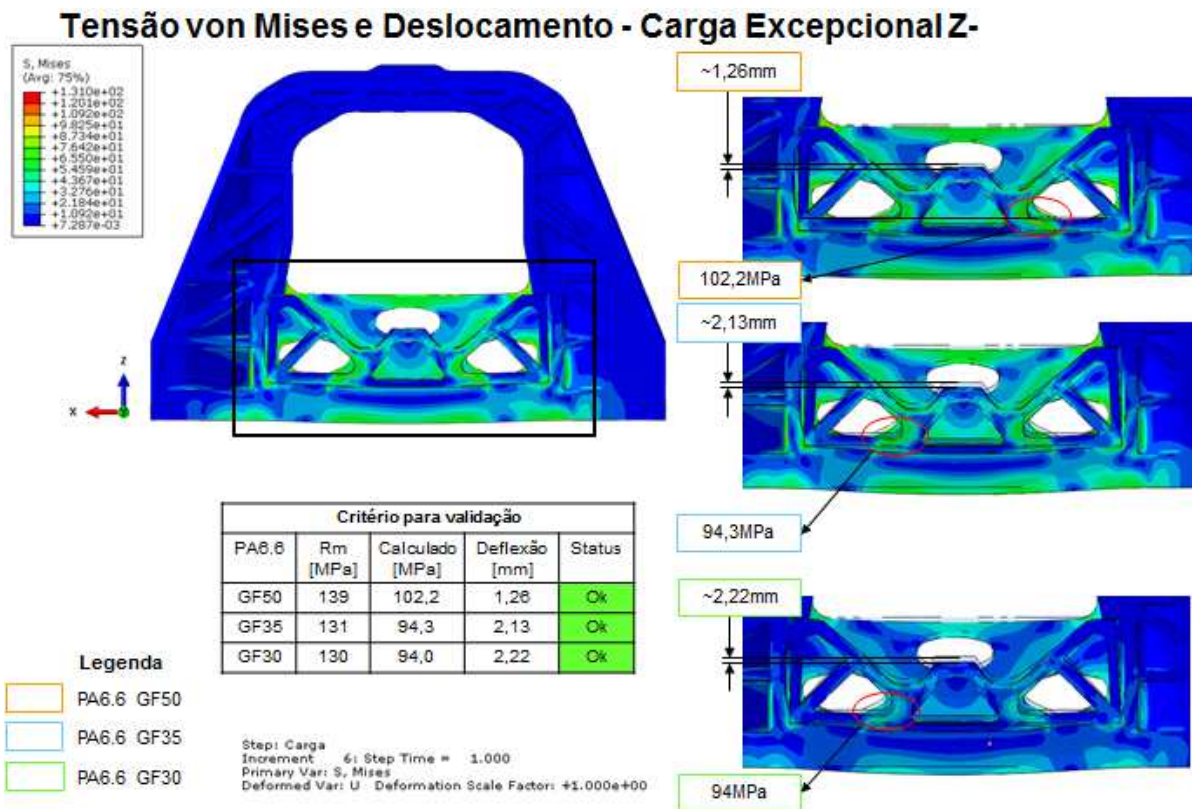 Tensão von Mises e Deslocamento - Carga Excepcional Z-
S, Mises
(Avg: 75%)
+1.310e+02
+1.201e+02
+1.092e+02
+9.825e+01
+8.734e+01
+7.642e+01
+6.550e+01
+5.459e+01
+4.367e+01
+3.276e+01
+2.184e+01
+1.092e+01
+7.287e-03
Z
X
~1,26mm
102,2MPa
~2,13mm
94,3MPa
~2,22mm
94MPa
Critério para validação
PA6.6 Rm [MPa] Calculado [MPa] Deflexão [mm] Status
GF50 139 102,2 1,26 Ok
GF35 131 94,3 2,13 Ok
GF30 130 94,0 2,22 Ok
Legenda
PA6.6 GF50
PA6.6 GF35
PA6.6 GF30
Step: Carga
Increment 6: Step Time = 1.000
Primary Var: S, Mises
Deformed Var: U Deformation Scale Factor: +1.000e+00